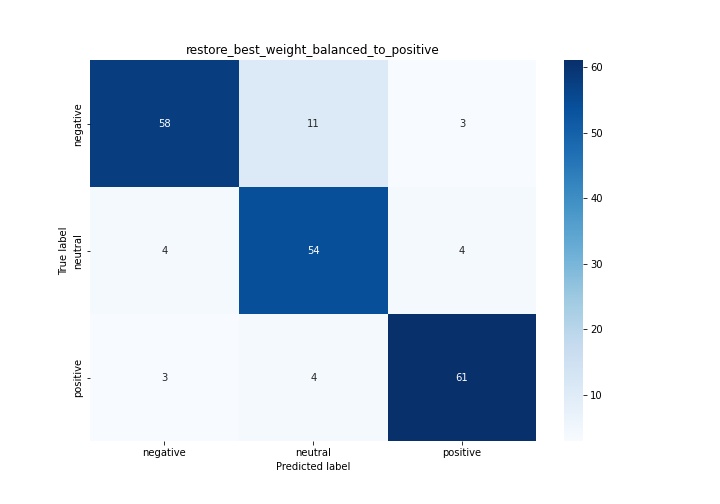 restore_best_weight_balanced_to_positive
True label
negative
58 11 3
neutral
4 54 4
positive
3 4 61
negative neutral positive
Predicted label
60
50
40
30
20
10